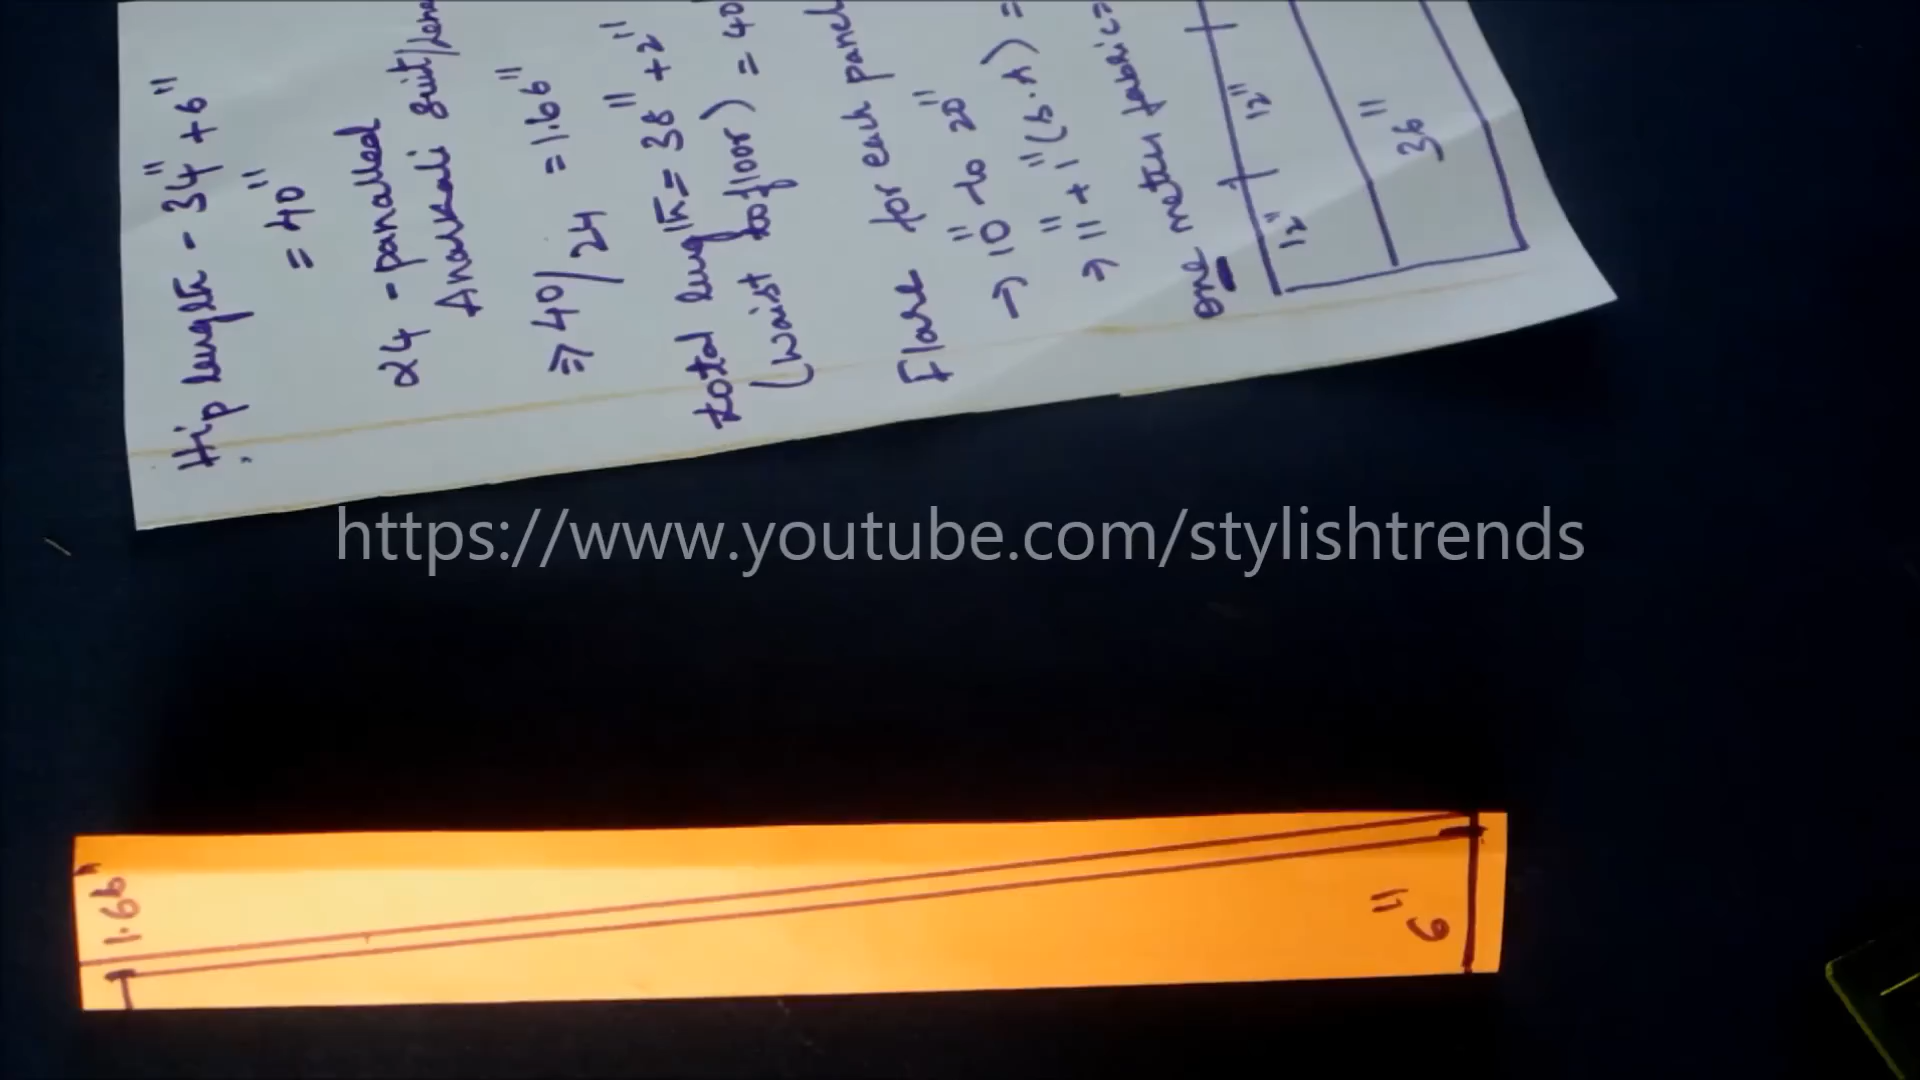 Hip length - 34" + 6"
= 40"
24 - panalled
Anarkali suit/
=> 40/24 = 1.66"
total length = 38" + 2"
(waist to floor) = 40
Flare for each panel
→ 10" to 20"
→ 11" + 1" (S.A) =
one meter fabric =
12" 12"
36"
https://www.youtube.com/stylishtrends
1.66"
6"